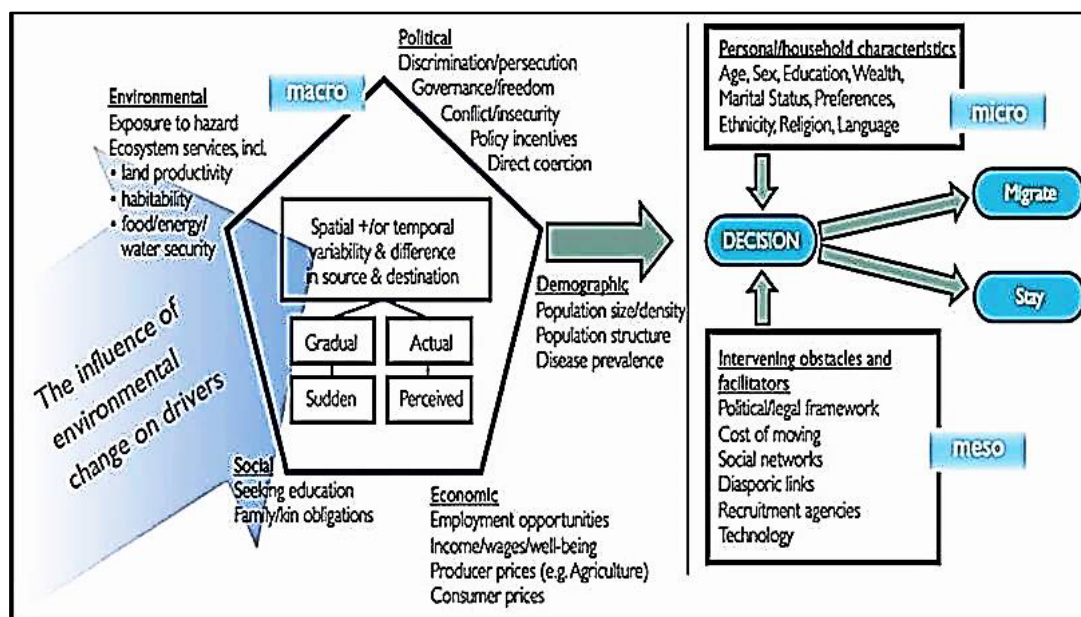 Political
Discrimination/persecution
Governance/freedom
Conflict/insecurity
Policy incentives
Direct coercion
macro
Environmental
Exposure to hazard
Ecosystem services, incl.
• land productivity
• habitability
• food/energy/
water security
Spatial +/or temporal
variability & difference
in source & destination
Gradual
Actual
Sudden
Perceived
The influence of
environmental
change on drivers
Demographic
Population size/density
Population structure
Disease prevalence
Social
Seeking education
Family/kin obligations
Economic
Employment opportunities
Income/wages/well-being
Producer prices (e.g. Agriculture)
Consumer prices
Personal/household characteristics
Age, Sex, Education, Wealth,
Marital Status, Preferences,
Ethnicity, Religion, Language
micro
DECISION
Migrate
Stay
Intervening obstacles and
facilitators
Political/legal framework
Cost of moving
Social networks
Diasporic links
Recruitment agencies
Technology
meso